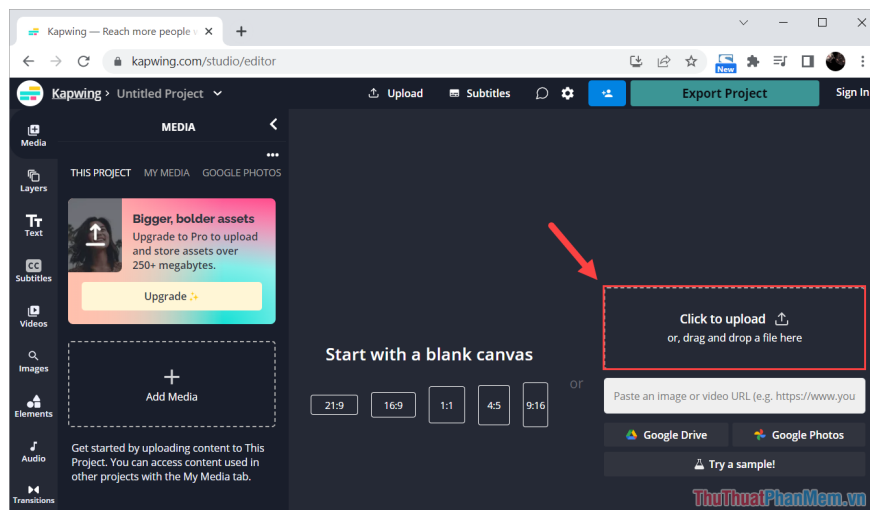 Kapwing — Reach more people v
kapwing.com/studio/editor
New
Kapwing > Untitled Project
Upload
Subtitles
Export Project
Sign In
Media
Layers
Text
Subtitles
Videos
Images
Elements
Audio
Transitions
MEDIA
THIS PROJECT MY MEDIA GOOGLE PHOTOS
Bigger, bolder assets
Upgrade to Pro to upload
and store assets over
250+ megabytes.
Upgrade
Add Media
Get started by uploading content to This
Project. You can access content used in
other projects with the My Media tab.
Start with a blank canvas
21:9 16:9 1:1 4:5 9:16
or
Click to upload
or, drag and drop a file here
Paste an image or video URL (e.g. https://www.you
Google Drive
Google Photos
Try a sample!
ThuThuatPhanMem.vn